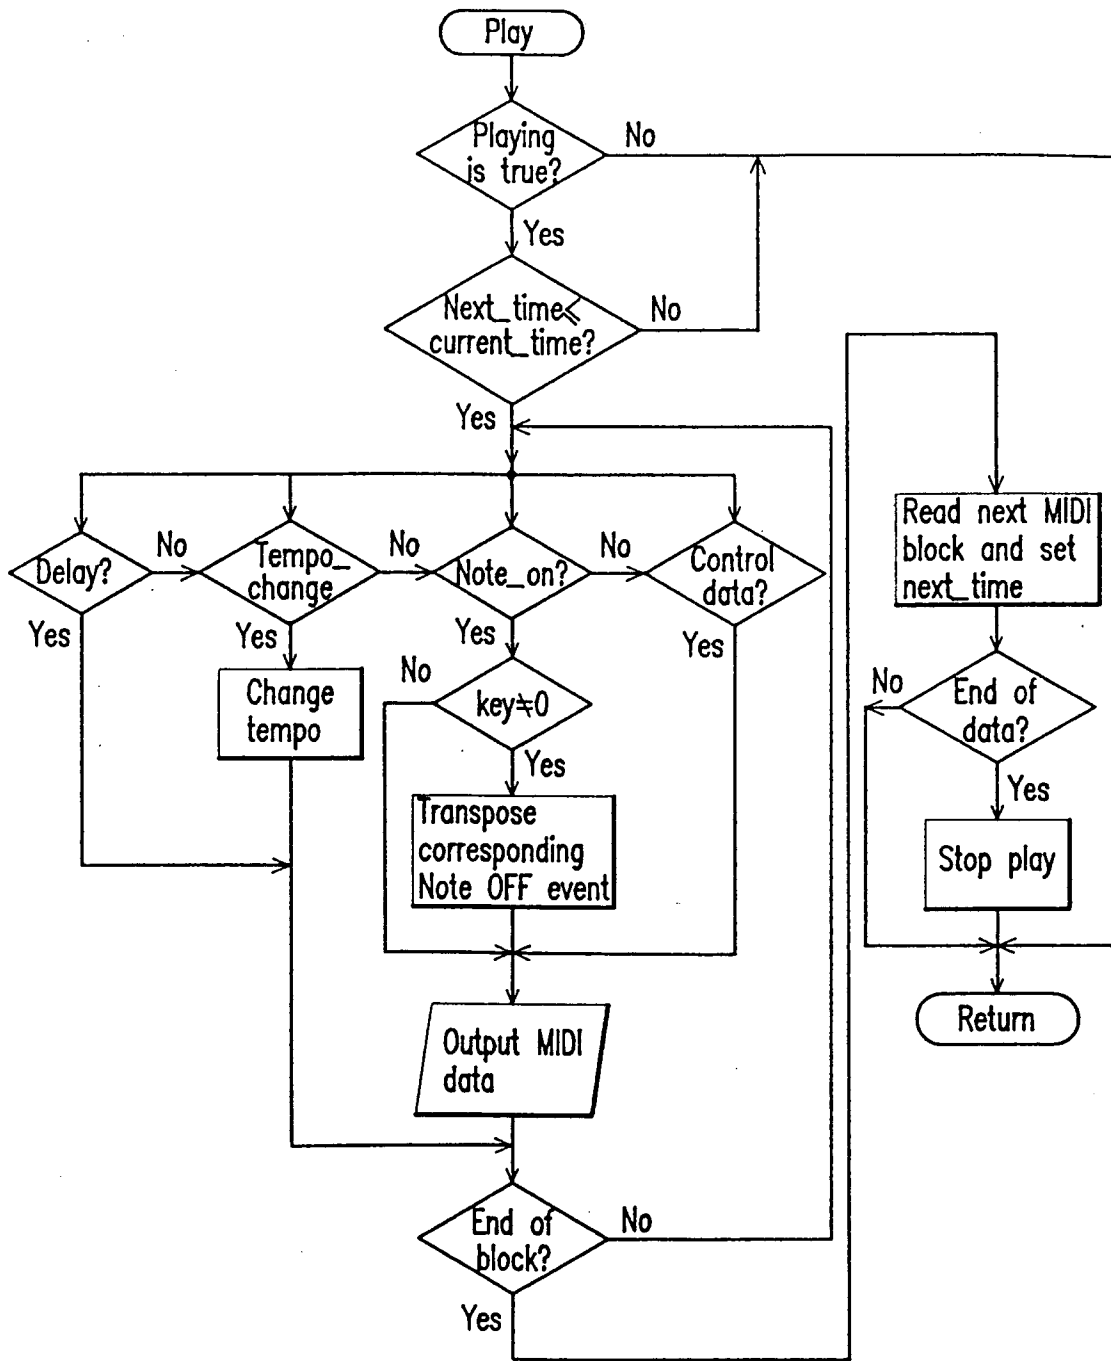 Play
Playing
is true?
No
Yes
Next_time≤
current_time?
No
Yes
Delay?
No
Tempo_
change
No
Note_on?
No
Control
data?
Yes
Yes
Yes
Yes
Change
tempo
No
key≠0
Yes
Transpose
corresponding
Note OFF event
Output MIDI
data
End of
block?
No
Yes
Read next MIDI
block and set
next_time
No
End of
data?
Yes
Stop play
Return